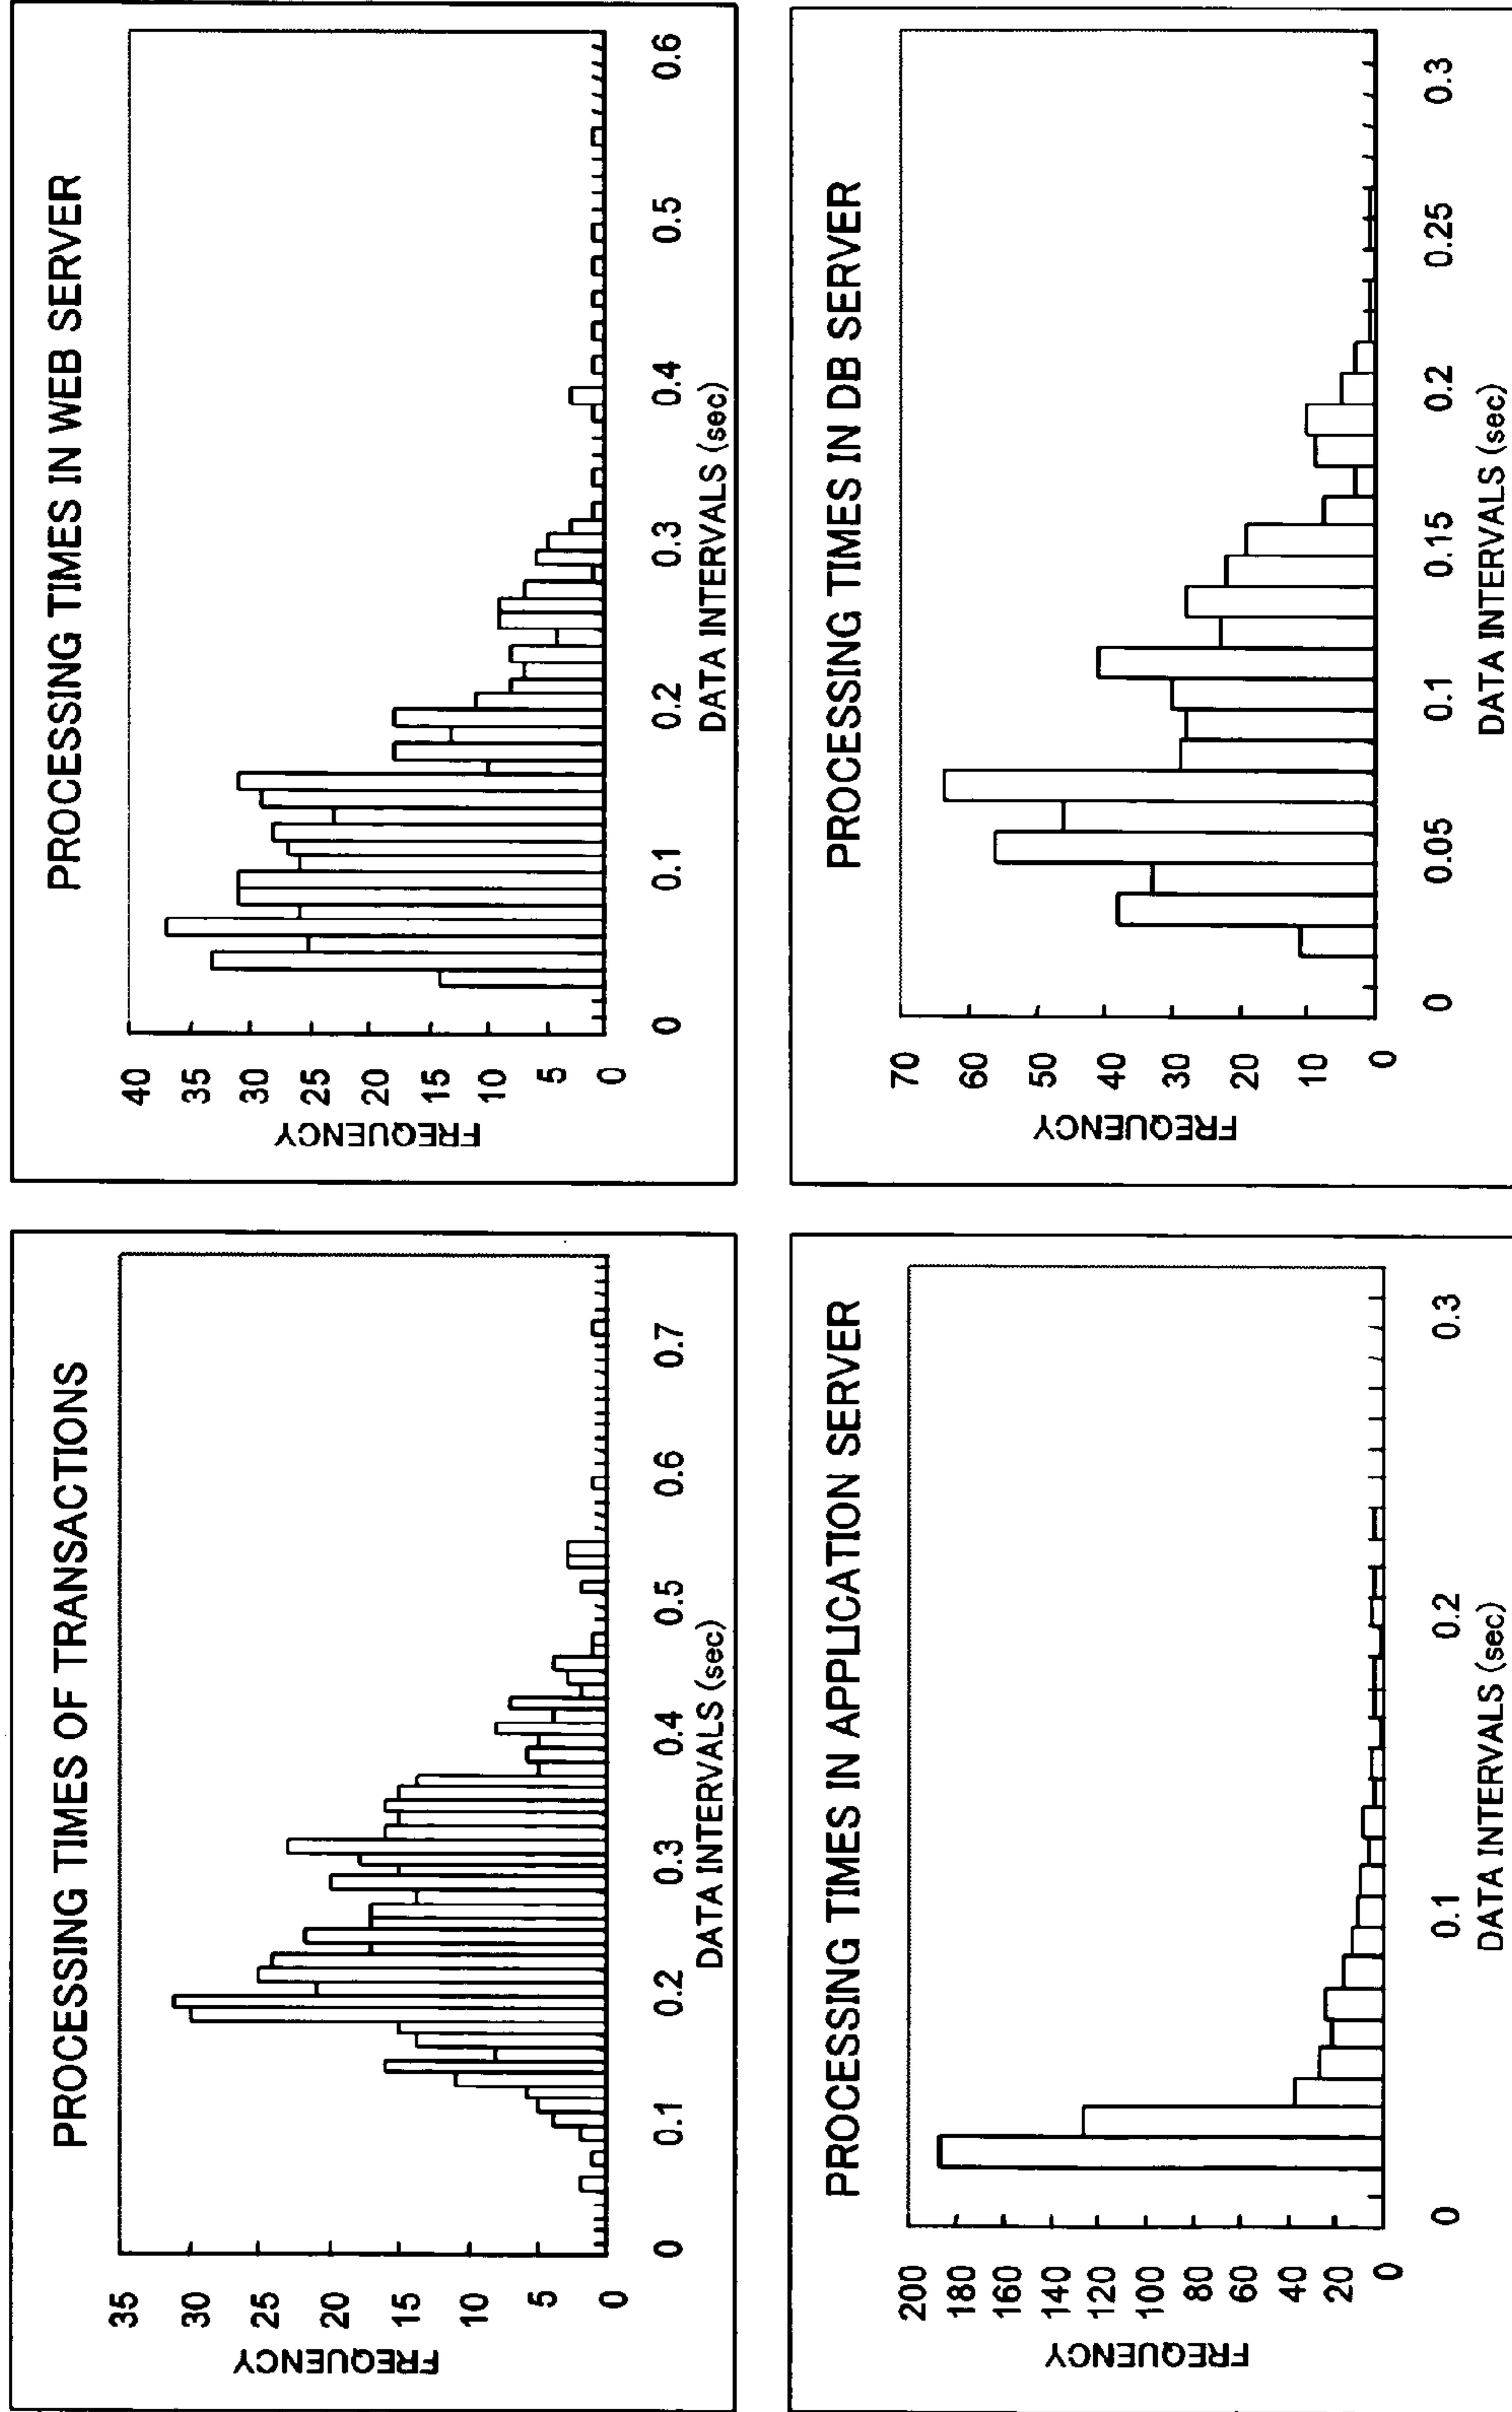 PROCESSING TIMES OF TRANSACTIONS
FREQUENCY
35
30
25
20
15
10
5
0
0 0.1 0.2 0.3 0.4 0.5 0.6 0.7
DATA INTERVALS (sec)
PROCESSING TIMES IN WEB SERVER
FREQUENCY
40
35
30
25
20
15
10
5
0
0 0.1 0.2 0.3 0.4 0.5 0.6
DATA INTERVALS (sec)
PROCESSING TIMES IN APPLICATION SERVER
FREQUENCY
200
180
160
140
120
100
80
60
40
20
0
0 0.1 0.2 0.3
DATA INTERVALS (sec)
PROCESSING TIMES IN DB SERVER
FREQUENCY
70
60
50
40
30
20
10
0
0 0.05 0.1 0.15 0.2 0.25 0.3
DATA INTERVALS (sec)